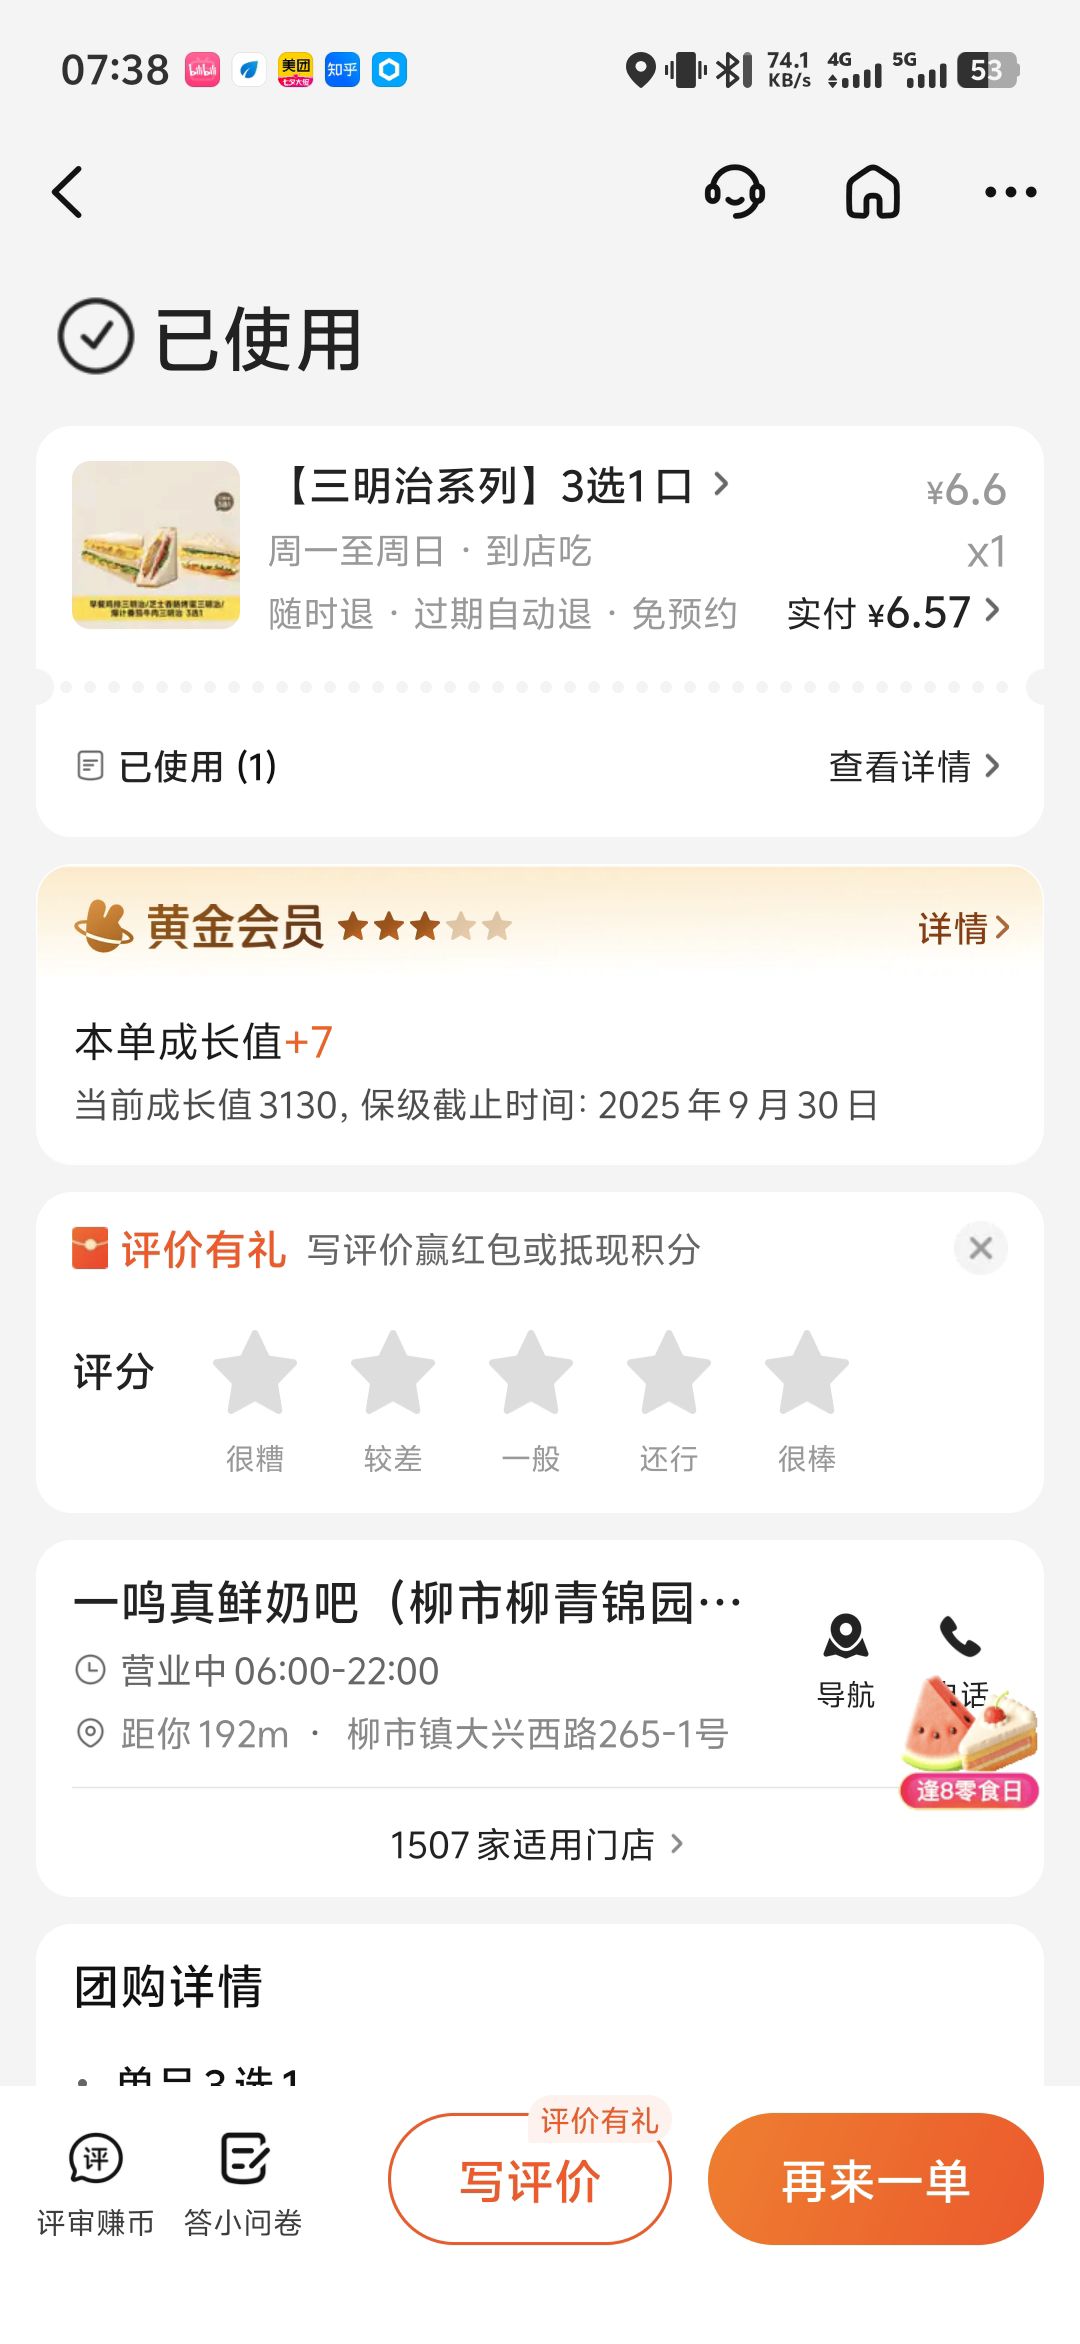 07:38
bilibili
美团
知乎
74.1
KB/s
4G
5G
53
已使用
【三明治系列】3选1口
¥6.6
周一至周日 · 到店吃
x1
随时退 · 过期自动退 · 免预约
实付 ¥6.57
已使用 (1)
查看详情
黄金会员
详情
本单成长值+7
当前成长值3130, 保级截止时间: 2025年9月30日
评价有礼 写评价赢红包或抵现积分
评分
很糟
较差
一般
还行
很棒
一鸣真鲜奶吧（柳市柳青锦园…
营业中 06:00-22:00
导航
话
距你192m · 柳市镇大兴西路265-1号
逢8零食日
1507家适用门店
团购详情
单品3选1
评
评审赚币
答小问卷
评价有礼
写评价
再来一单